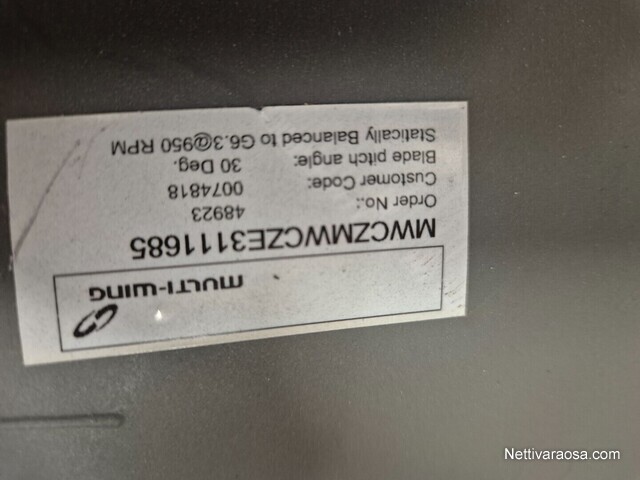 MULTI-WING
MWCZMWCZE3111685
Order No.: 48923
Customer Code: 0074818
Blade pitch angle: 30 Deg.
Statically Balanced to G6.3@950 RPM
Nettivaraosa.com